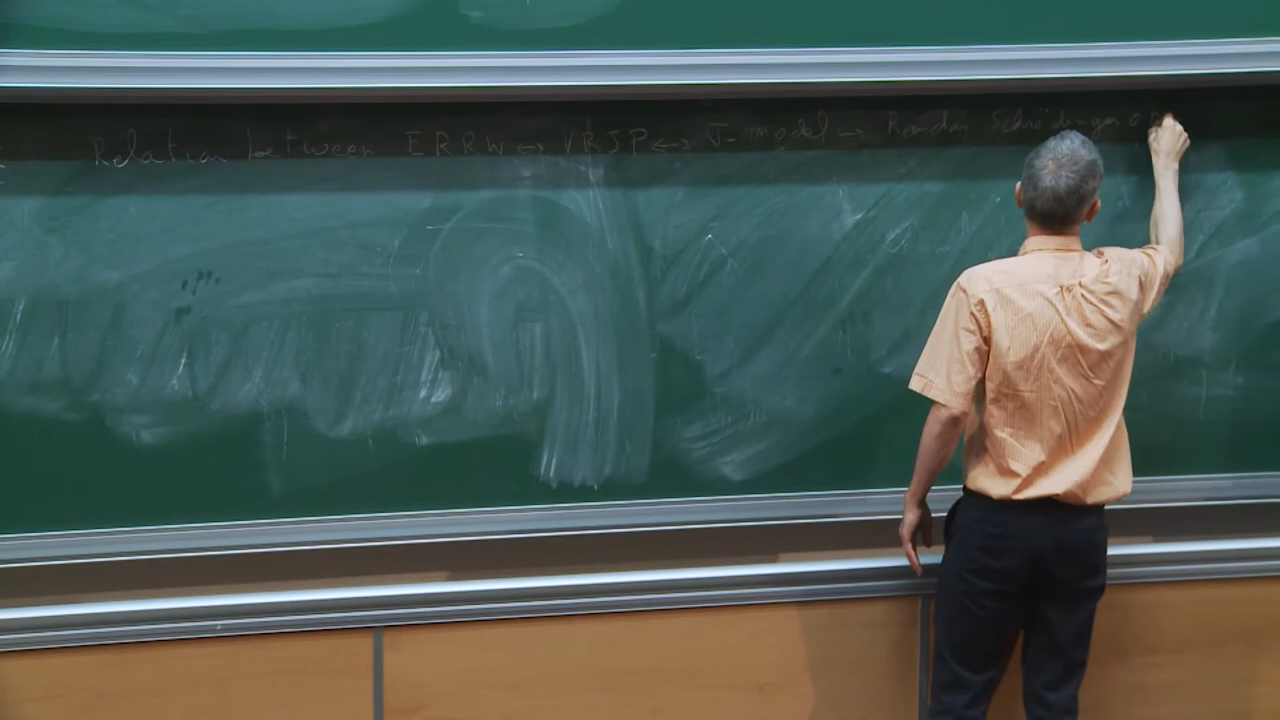 Relation between ERRW ↔ VRJP ↔ σ-model → Random Schrödinger op